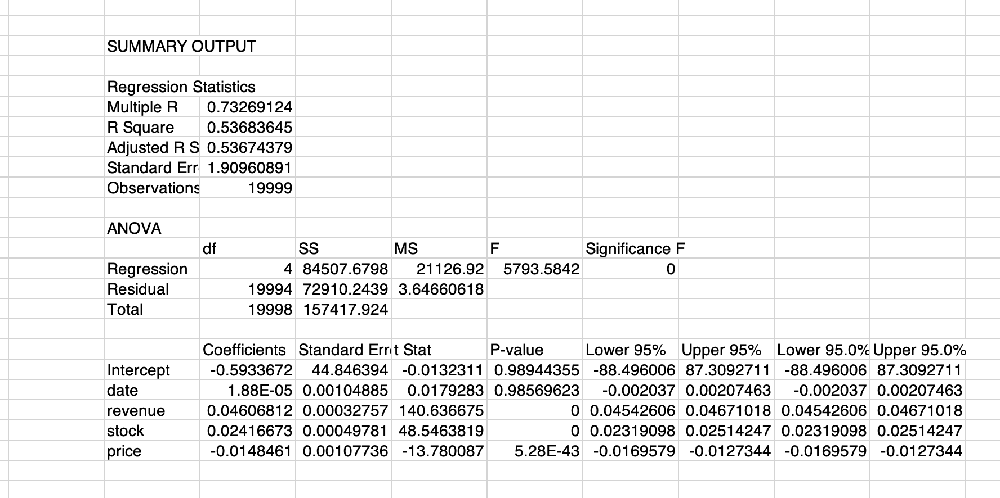 SUMMARY OUTPUT
Regression Statistics
Multiple R 0.73269124
R Square 0.53683645
Adjusted R S 0.53674379
Standard Err 1.90960891
Observations 19999
ANOVA
df SS MS F Significance F
Regression 4 84507.6798 21126.92 5793.5842 0
Residual 19994 72910.2439 3.64660618
Total 19998 157417.924
Coefficients Standard Err t Stat P-value Lower 95% Upper 95% Lower 95.0% Upper 95.0%
Intercept -0.5933672 44.846394 -0.0132311 0.98944355 -88.496006 87.3092711 -88.496006 87.3092711
date 1.88E-05 0.00104885 0.0179283 0.98569623 -0.002037 0.00207463 -0.002037 0.00207463
revenue 0.04606812 0.00032757 140.636675 0 0.04542606 0.04671018 0.04542606 0.04671018
stock 0.02416673 0.00049781 48.5463819 0 0.02319098 0.02514247 0.02319098 0.02514247
price -0.0148461 0.00107736 -13.780087 5.28E-43 -0.0169579 -0.0127344 -0.0169579 -0.0127344